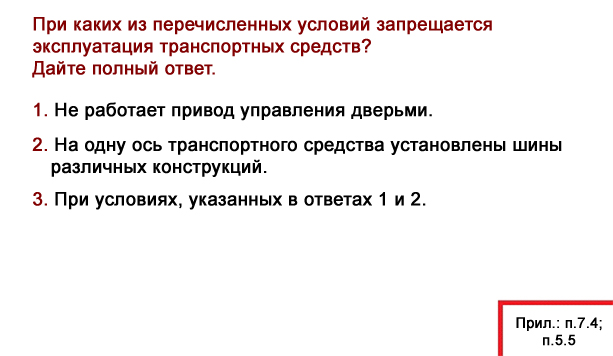 При каких из перечисленных условий запрещается
эксплуатация транспортных средств?
Дайте полный ответ.
1. Не работает привод управления дверьми.
2. На одну ось транспортного средства установлены шины
различных конструкций.
3. При условиях, указанных в ответах 1 и 2.
Прил.: п.7.4;
п.5.5